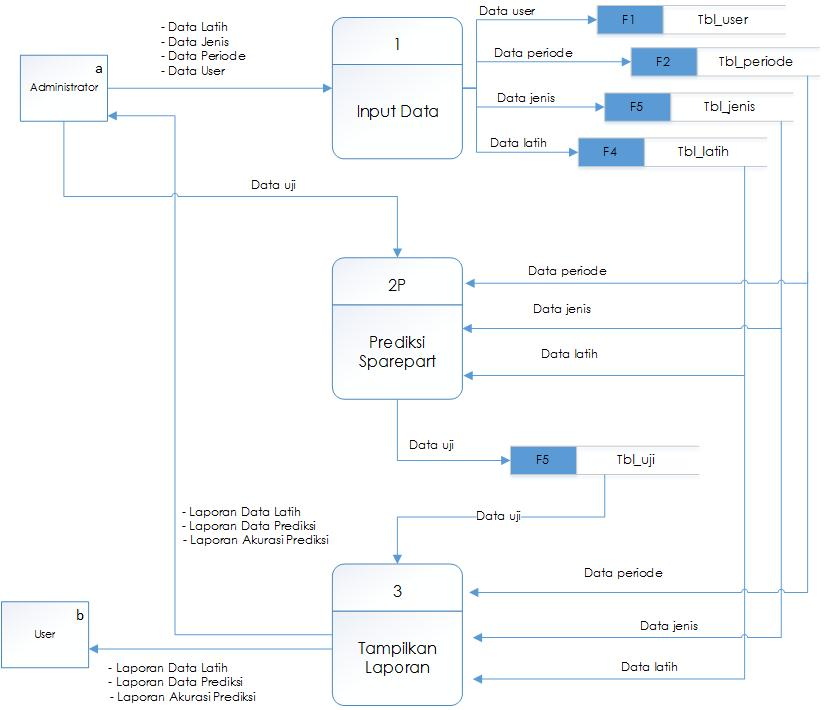 - Data Latih
- Data Jenis
- Data Periode
- Data User
a
Administrator
1
Input Data
Data user
F1
Tbl_user
Data periode
F2
Tbl_periode
Data jenis
F5
Tbl_jenis
Data latih
F4
Tbl_latih
Data uji
2P
Prediksi
Sparepart
Data periode
Data jenis
Data latih
Data uji
F5
Tbl_uji
- Laporan Data Latih
- Laporan Data Prediksi
- Laporan Akurasi Prediksi
Data uji
3
Tampilkan
Laporan
Data periode
Data jenis
Data latih
b
User
- Laporan Data Latih
- Laporan Data Prediksi
- Laporan Akurasi Prediksi